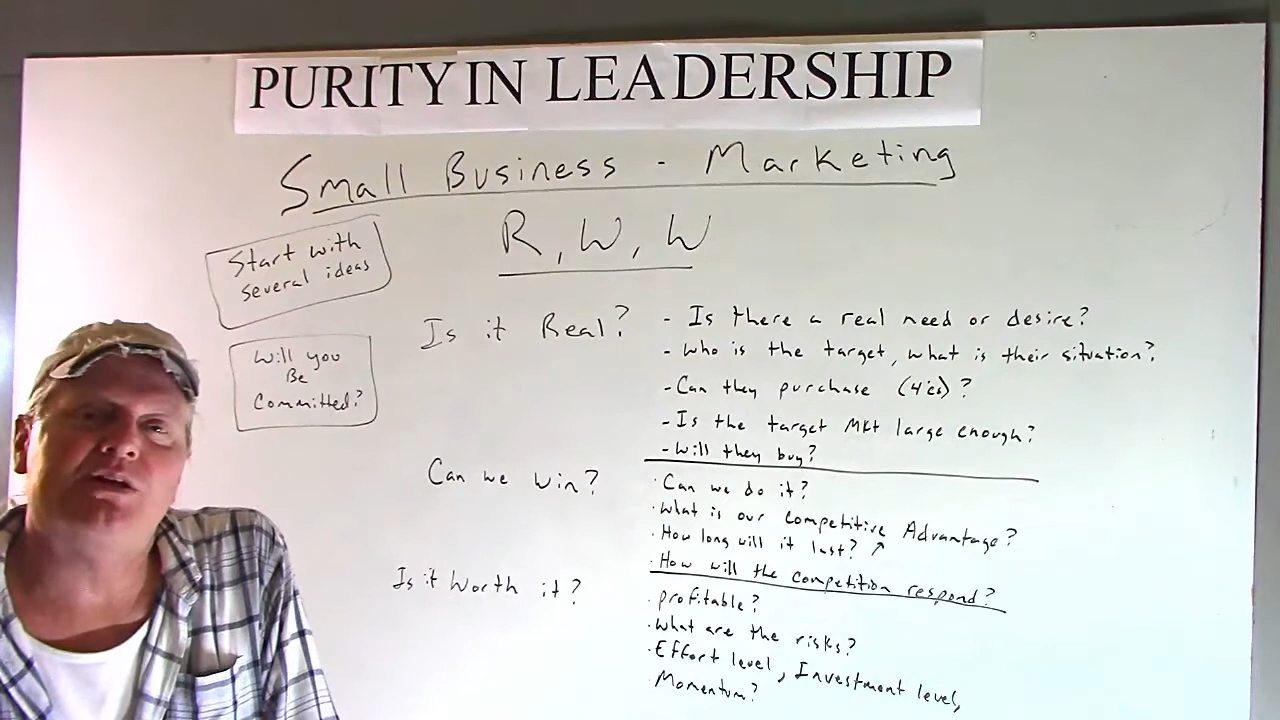 PURITY IN LEADERSHIP
Small Business - Marketing
R, W, W
Start with
several ideas
Will you
Be
Committed?
Is it Real?
- Is there a real need or desire?
- Who is the target, what is their situation?
- Can they purchase (4'cs)?
- Is the target Mkt large enough?
- Will they buy?
Can we win?
· Can we do it?
· What is our Competitive Advantage?
· How long will it last? ↗
· How will the competition respond?
Is it Worth it?
· profitable?
· What are the risks?
· Effort level, Investment level,
· Momentum?